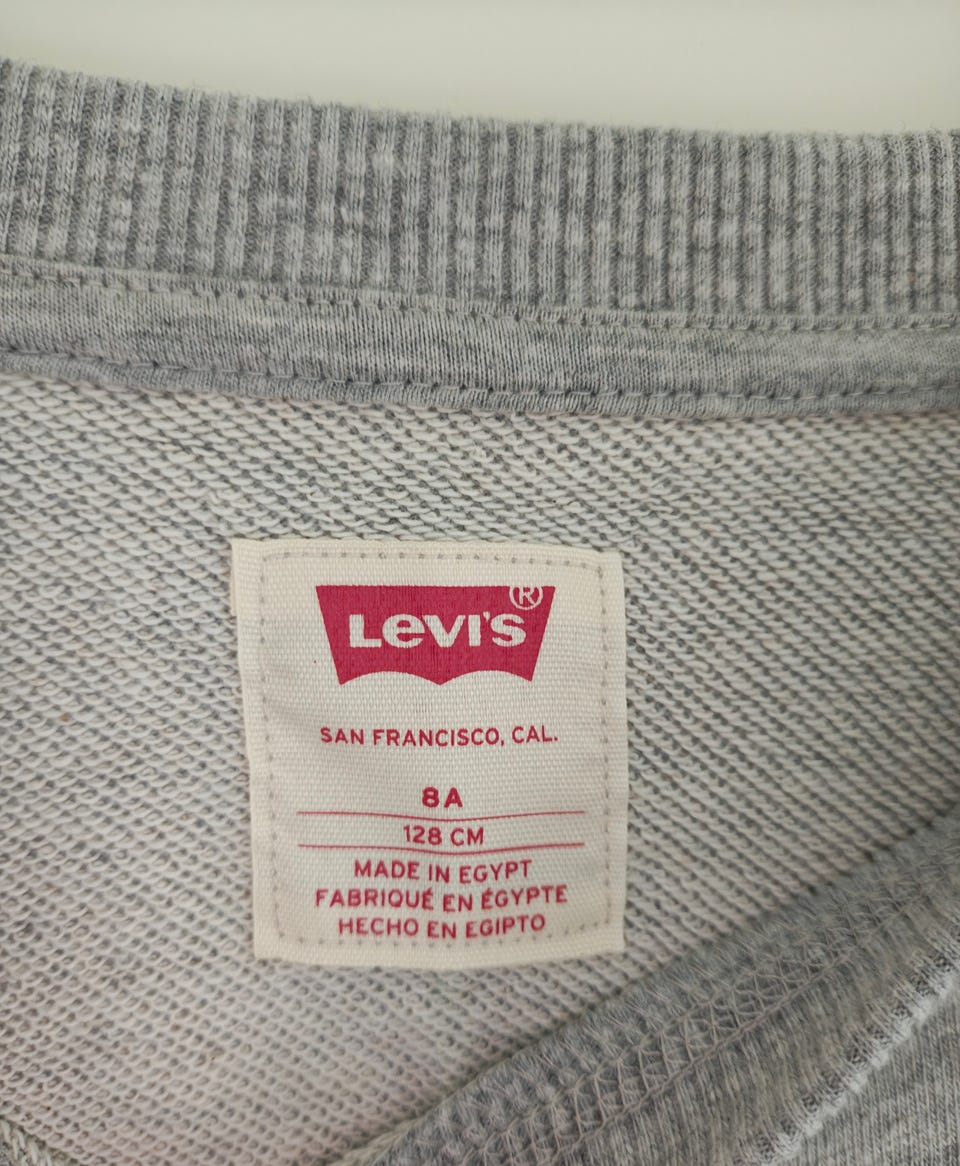 LEVI'S ®
SAN FRANCISCO, CAL.
8A
128 CM
MADE IN EGYPT
FABRIQUÉ EN ÉGYPTE
HECHO EN EGIPTO